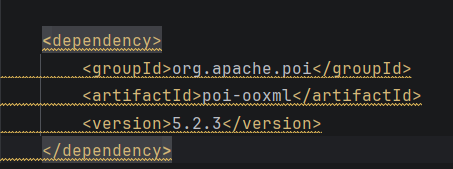 <dependency>
<groupId>org.apache.poi</groupId>
<artifactId>poi-ooxml</artifactId>
<version>5.2.3</version>
</dependency>